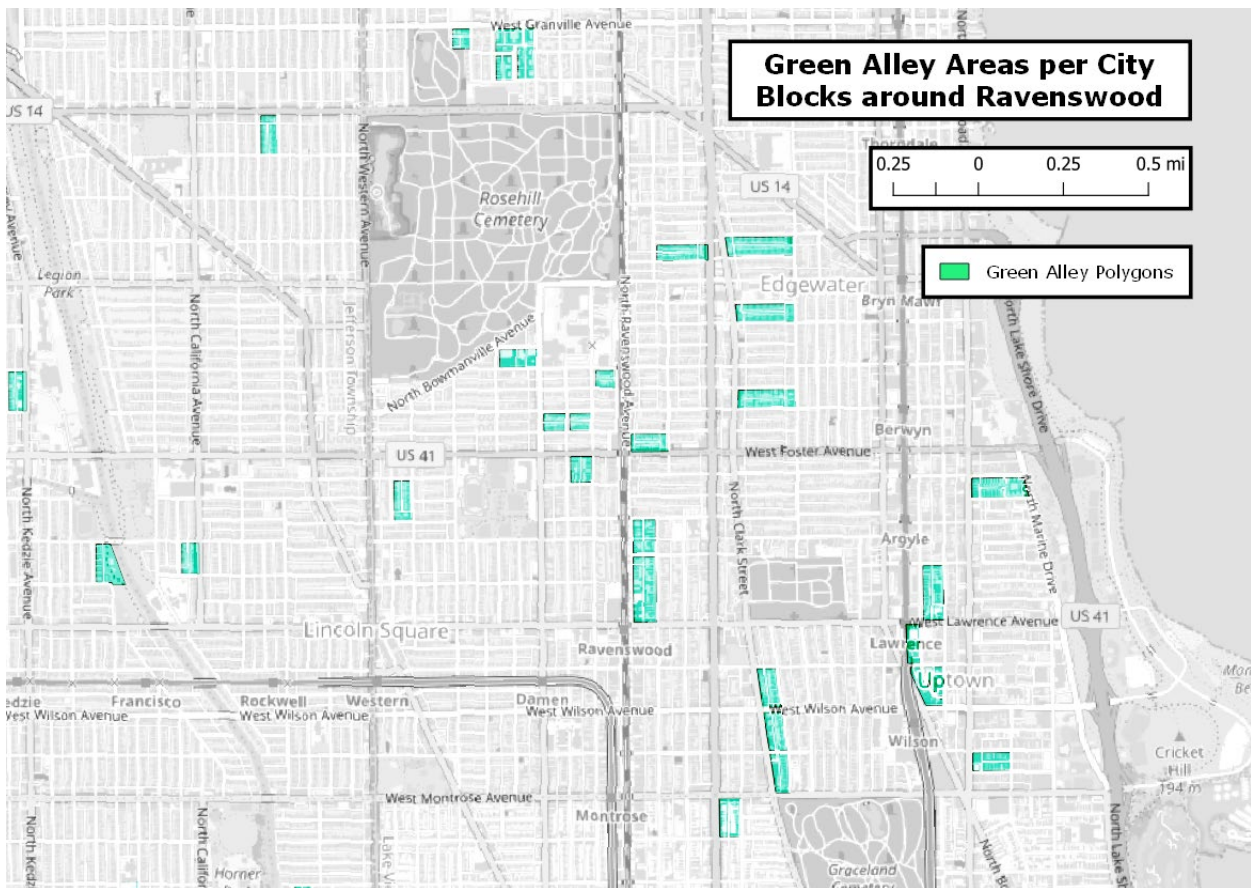 West Granville Avenue
Green Alley Areas per City
Blocks around Ravenswood
US 14
Thorndale
0.25 0 0.25 0.5 mi
US 14
North Western Avenue
Rosehill
Cemetery
Legion
Park
Green Alley Polygons
Edgewater
Bryn Mawr
North California Avenue
Jefferson Township
North Ravenswood Avenue
North Lake Shore Drive
North Bowmanville Avenue
Berwyn
US 41
West Foster Avenue
North Kedzie Avenue
North Clark Street
North Marine Drive
Argyle
US 41
Lincoln Square
West Lawrence Avenue
Ravenswood
Lawrence
Uptown
Francisco
Rockwell
Western
Damen
West Wilson Avenue
West Wilson Avenue
West Wilson Avenue
West Wilson Avenue
Wilson
Cricket
Hill
194 m
West Montrose Avenue
Montrose
Horner
Graceland
Cemetery